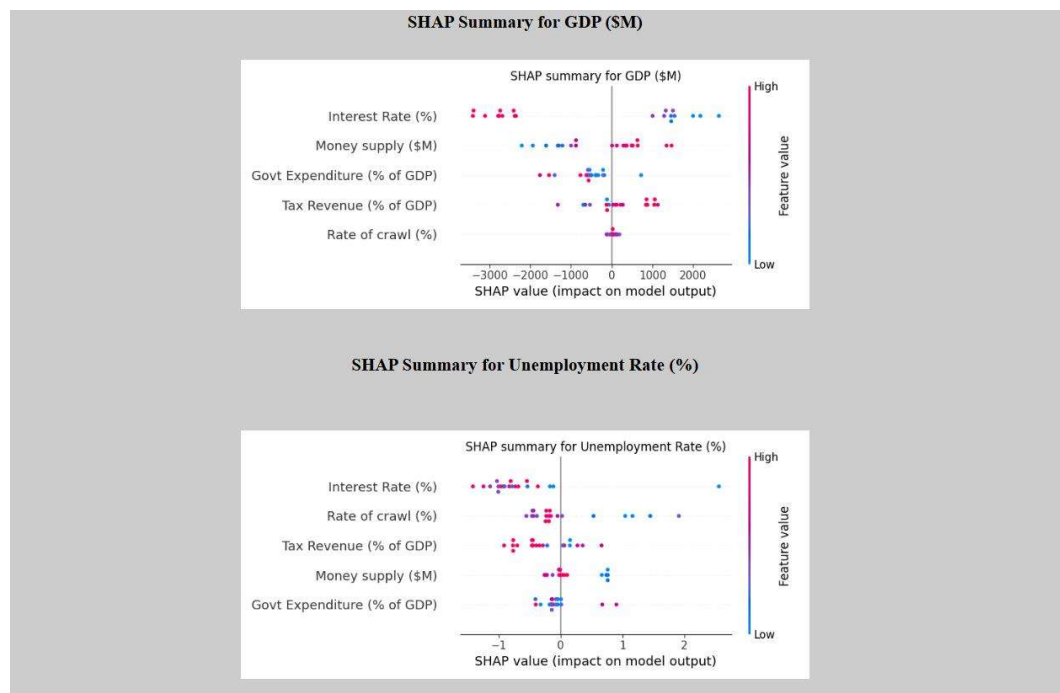 SHAP Summary for GDP ($M)
SHAP summary for GDP ($M)
High
Interest Rate (%)
Money supply ($M)
Govt Expenditure (% of GDP)
Tax Revenue (% of GDP)
Rate of crawl (%)
Feature value
Low
−3000 −2000 −1000 0 1000 2000
SHAP value (impact on model output)
SHAP Summary for Unemployment Rate (%)
SHAP summary for Unemployment Rate (%)
High
Interest Rate (%)
Rate of crawl (%)
Tax Revenue (% of GDP)
Money supply ($M)
Govt Expenditure (% of GDP)
Feature value
Low
−1 0 1 2
SHAP value (impact on model output)